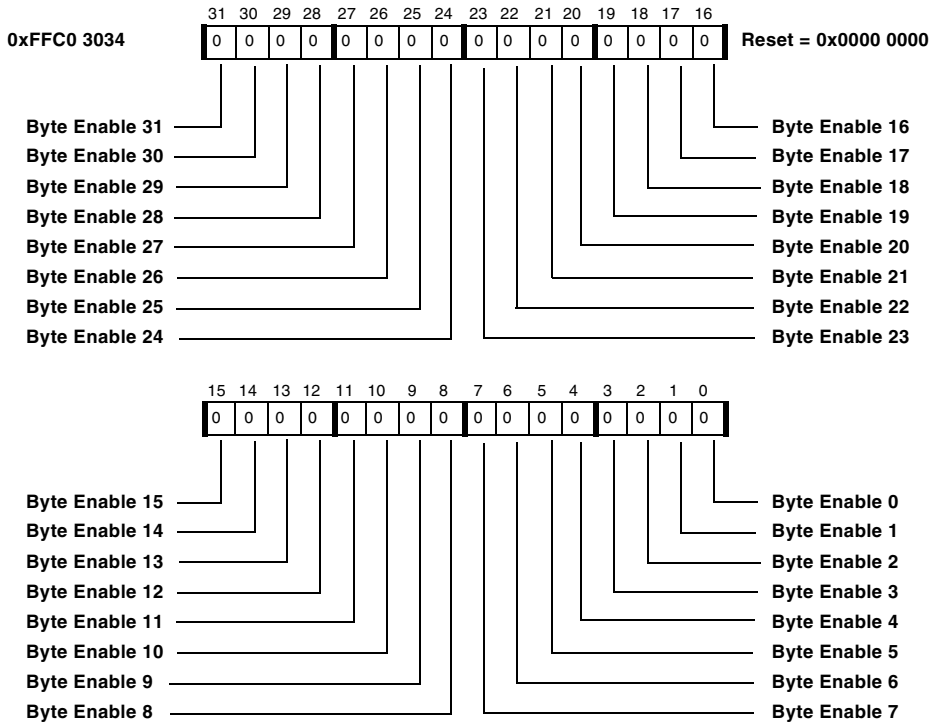 31 30 29 28 27 26 25 24 23 22 21 20 19 18 17 16
0xFFC0 3034 0 0 0 0 0 0 0 0 0 0 0 0 0 0 0 0 Reset = 0x0000 0000
Byte Enable 31 Byte Enable 16
Byte Enable 30 Byte Enable 17
Byte Enable 29 Byte Enable 18
Byte Enable 28 Byte Enable 19
Byte Enable 27 Byte Enable 20
Byte Enable 26 Byte Enable 21
Byte Enable 25 Byte Enable 22
Byte Enable 24 Byte Enable 23
15 14 13 12 11 10 9 8 7 6 5 4 3 2 1 0
0 0 0 0 0 0 0 0 0 0 0 0 0 0 0 0
Byte Enable 15 Byte Enable 0
Byte Enable 14 Byte Enable 1
Byte Enable 13 Byte Enable 2
Byte Enable 12 Byte Enable 3
Byte Enable 11 Byte Enable 4
Byte Enable 10 Byte Enable 5
Byte Enable 9 Byte Enable 6
Byte Enable 8 Byte Enable 7